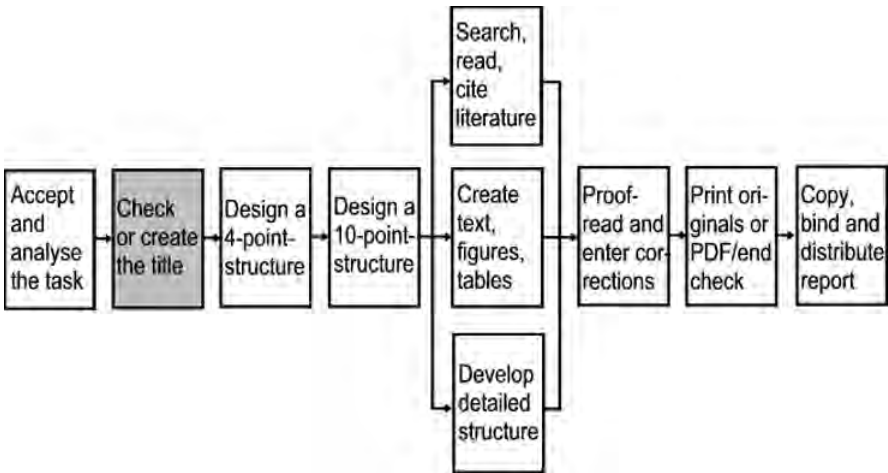 Accept
and
analyse
the task
Check
or create
the title
Design a
4-point-
structure
Design a
10-point-
structure
Search,
read,
cite
literature
Create
text,
figures,
tables
Develop
detailed
structure
Proof-
read and
enter cor-
rections
Print ori-
ginals or
PDF/end
check
Copy,
bind and
distribute
report